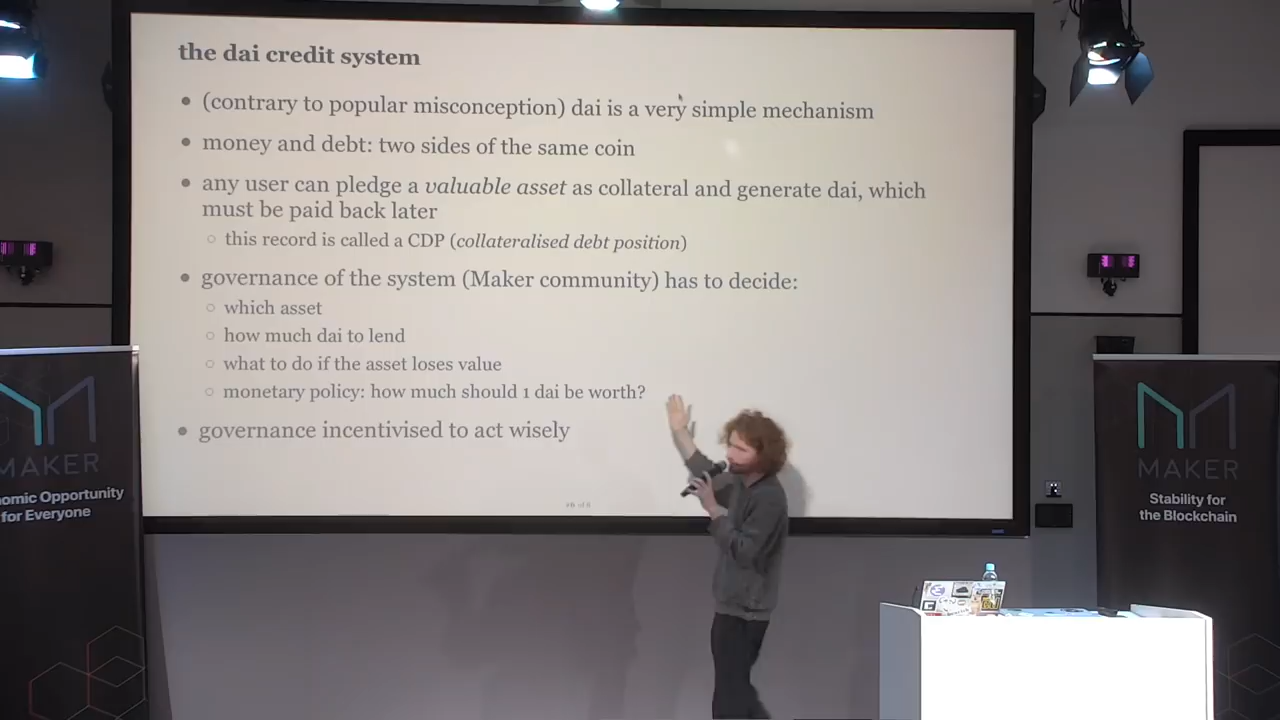 the dai credit system
• (contrary to popular misconception) dai is a very simple mechanism
• money and debt: two sides of the same coin
• any user can pledge a valuable asset as collateral and generate dai, which
must be paid back later
○ this record is called a CDP (collateralised debt position)
• governance of the system (Maker community) has to decide:
○ which asset
○ how much dai to lend
○ what to do if the asset loses value
○ monetary policy: how much should 1 dai be worth?
• governance incentivised to act wisely
MAKER
nomic Opportunity
for Everyone
MAKER
Stability for
the Blockchain